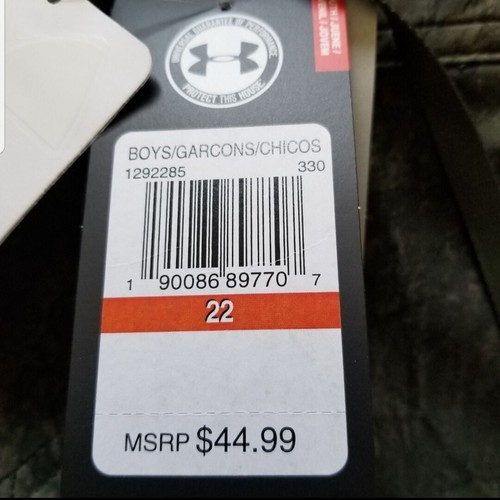 UNIVERSAL GUARANTEE OF PERFORMANCE
PROTECT THIS HOUSE
BOYS/GARCONS/CHICOS
1292285 330
1 90086 89770 7
22
MSRP $44.99